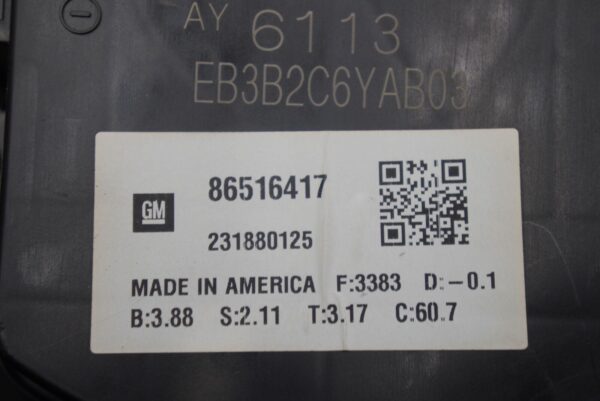 AY 6113
EB3B2C6YAB03
GM 86516417
231880125
MADE IN AMERICA F:3383 D:-0.1
B:3.88 S:2.11 T:3.17 C:60.7